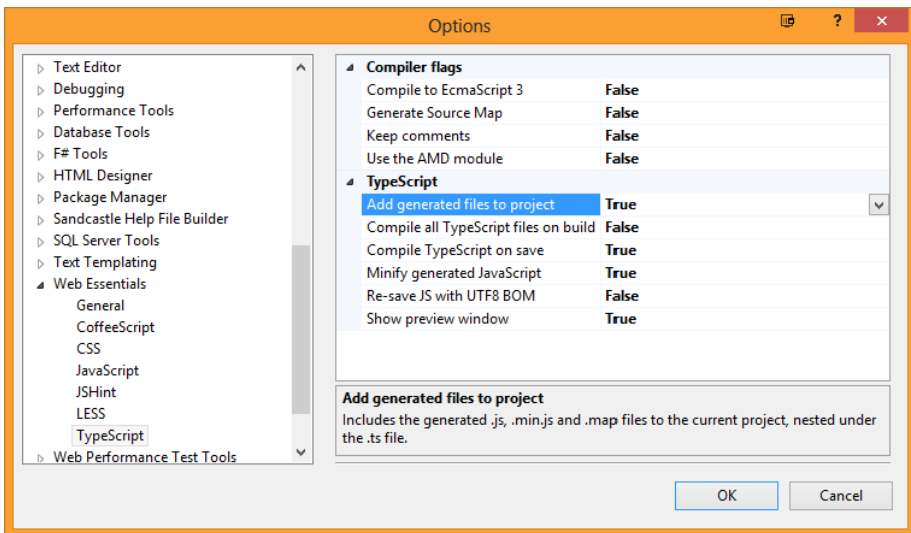 Options
?
Text Editor
Debugging
Performance Tools
Database Tools
F# Tools
HTML Designer
Package Manager
Sandcastle Help File Builder
SQL Server Tools
Text Templating
Web Essentials
General
CoffeeScript
CSS
JavaScript
JSHint
LESS
TypeScript
Web Performance Test Tools
Compiler flags
Compile to EcmaScript 3 False
Generate Source Map False
Keep comments False
Use the AMD module False
TypeScript
Add generated files to project True
Compile all TypeScript files on build False
Compile TypeScript on save True
Minify generated JavaScript True
Re-save JS with UTF8 BOM False
Show preview window True
Add generated files to project
Includes the generated .js, .min.js and .map files to the current project, nested under
the .ts file.
OK Cancel